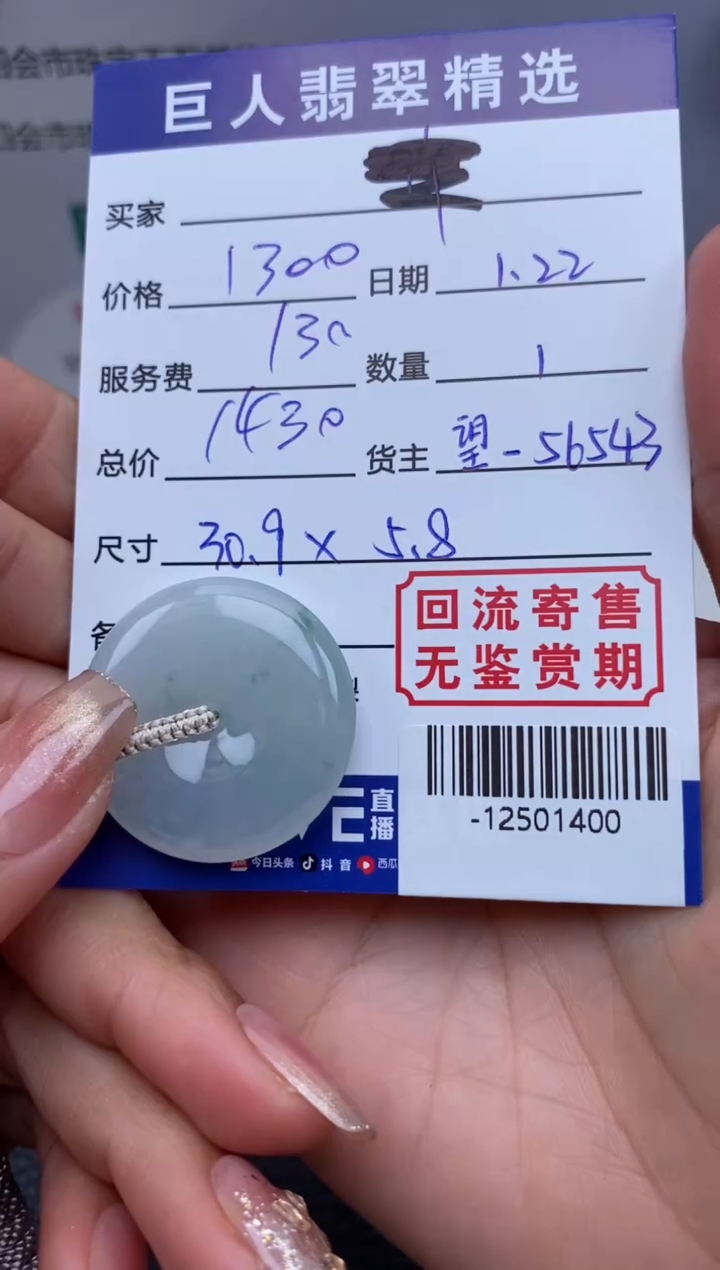 巨人翡翠精选
买家
价格 1300 日期 1.22
服务费 130 数量 1
总价 1430 货主 望-56543
尺寸 30.9 x 5.8
回流寄售
无鉴赏期
-12501400
直播
今日头条 抖音 西瓜